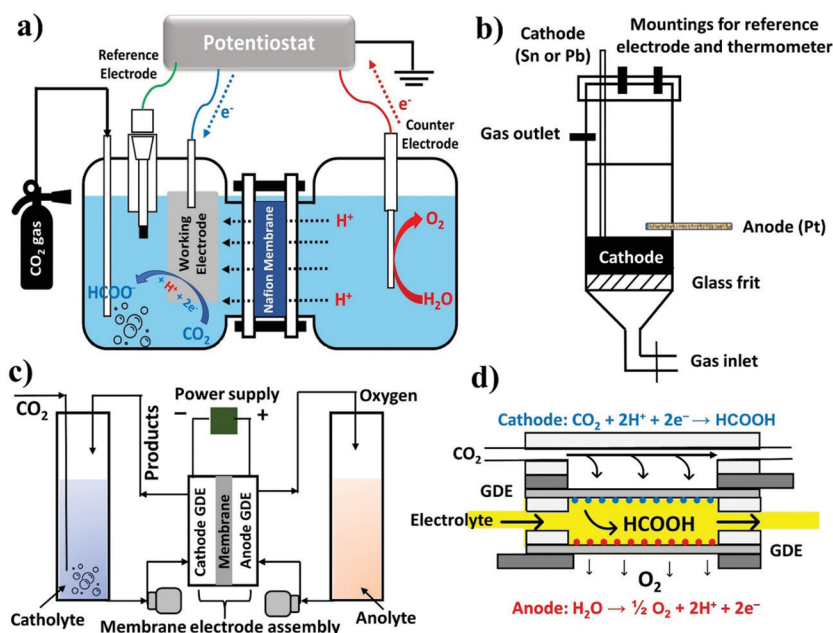 a)
Potentiostat
Reference
Electrode
e⁻
e⁻
Counter
Electrode
CO₂ gas
Working
Electrode
HCOO⁻
+ H⁺ + 2e⁻
CO₂
Nafion Membrane
H⁺
H⁺
O₂
H₂O
b)
Cathode
(Sn or Pb)
Mountings for reference
electrode and thermometer
Gas outlet
Anode (Pt)
Cathode
Glass frit
Gas inlet
c)
CO₂
Products
Power supply
− +
Oxygen
Cathode GDE
Membrane
Anode GDE
Catholyte
Membrane electrode assembly
Anolyte
d)
Cathode: CO₂ + 2H⁺ + 2e⁻ → HCOOH
CO₂
GDE
Electrolyte
HCOOH
GDE
O₂
Anode: H₂O → ½ O₂ + 2H⁺ + 2e⁻